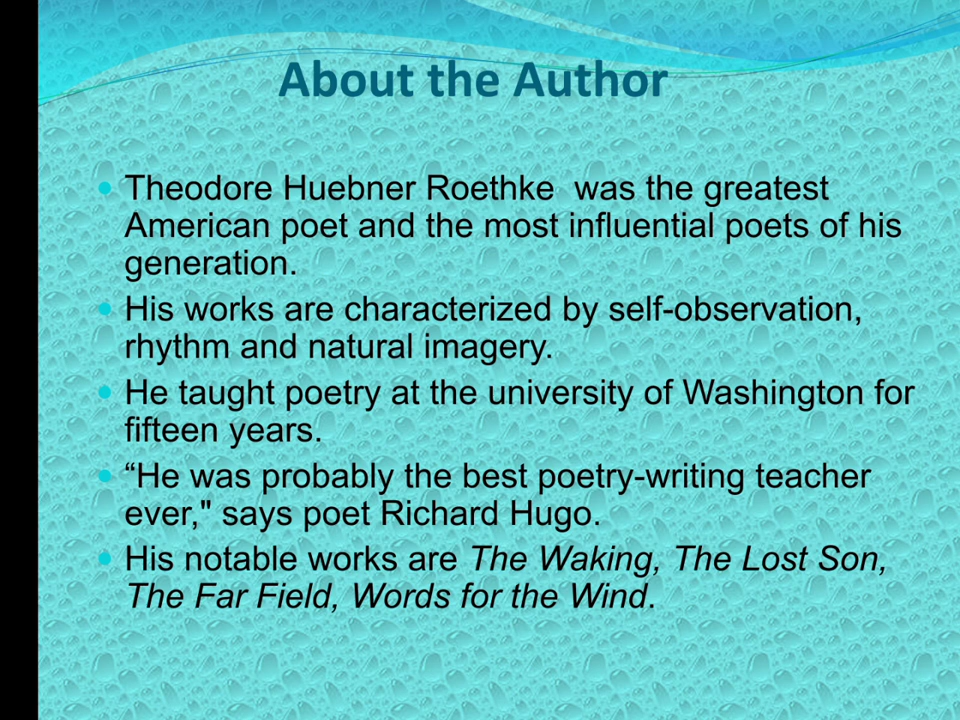 About the Author
Theodore Huebner Roethke  was the greatest
American poet and the most influential poets of his
generation.
His works are characterized by self-observation,
rhythm and natural imagery.
He taught poetry at the university of Washington for
fifteen years.
“He was probably the best poetry-writing teacher
ever," says poet Richard Hugo.
His notable works are The Waking, The Lost Son,
The Far Field, Words for the Wind.